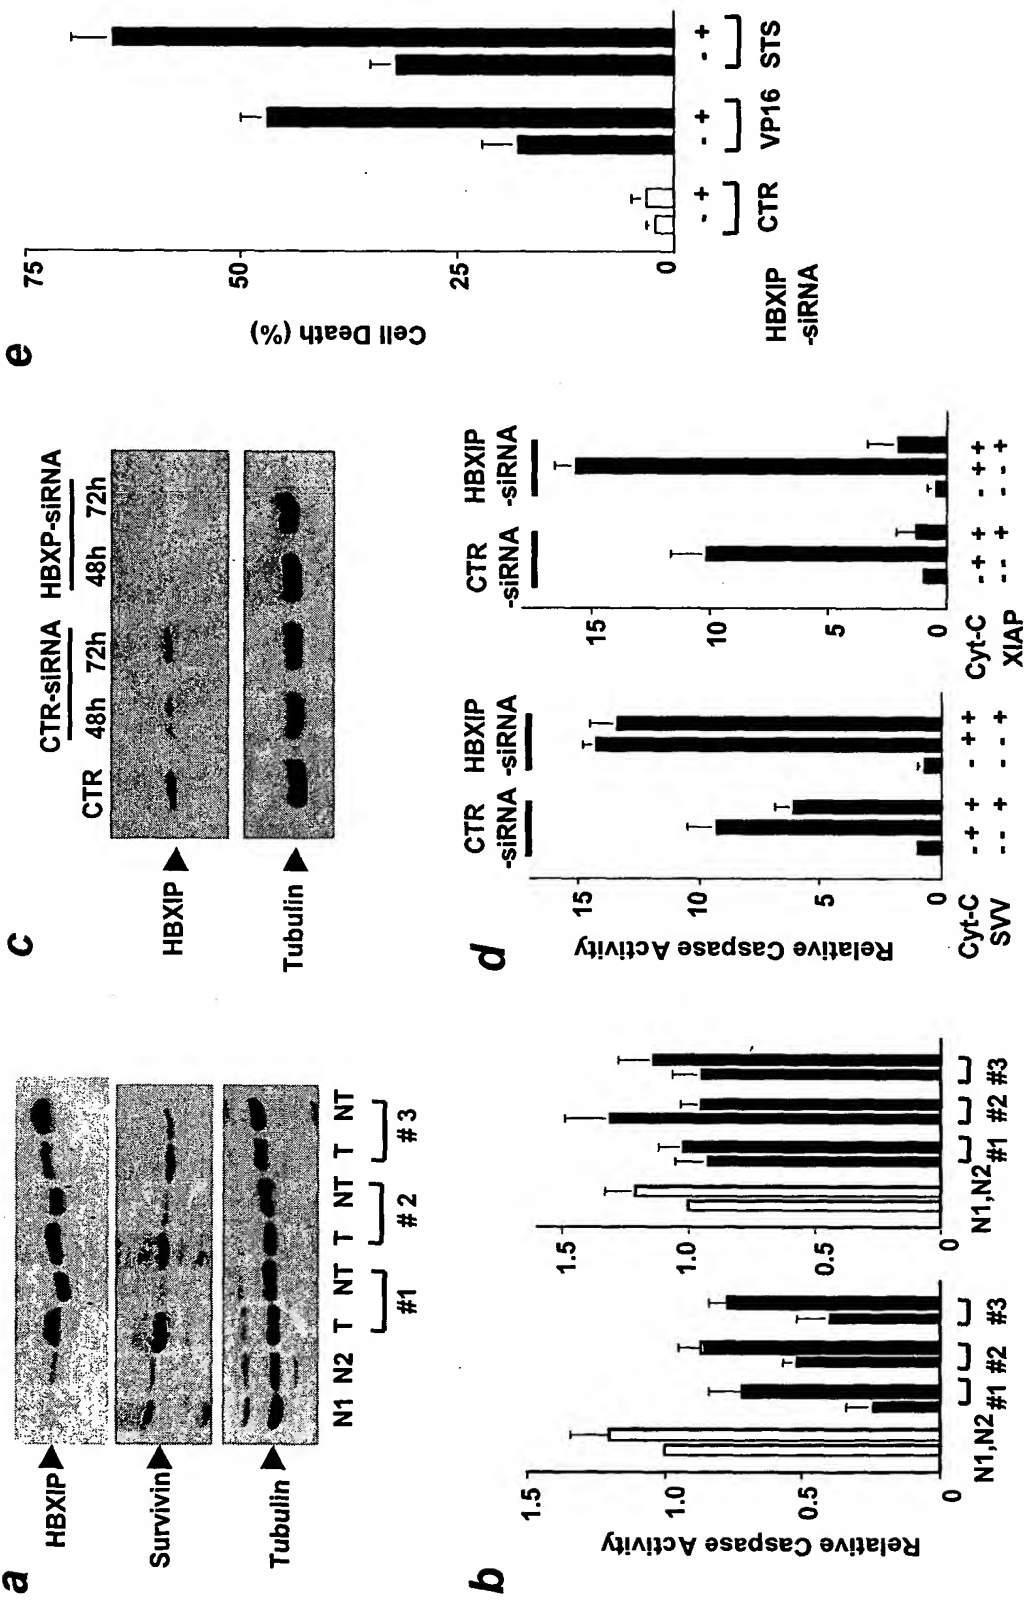 a
HBXIP
Survivin
Tubulin
N1 N2 T NT T NT T NT
#1 #2 #3
b
Relative Caspase Activity
1.5
1.0
0.5
0
N1,N2 #1 #2 #3
1.5
1.0
0.5
0
N1,N2 #1 #2 #3
c
CTR-siRNA HBXP-siRNA
CTR 48h 72h 48h 72h
HBXIP
Tubulin
d
Relative Caspase Activity
CTR HBXIP
-siRNA -siRNA
15
10
5
0
Cyt-C - + + - + +
SVV - - + - - +
CTR HBXIP
-siRNA -siRNA
15
10
5
0
Cyt-C - + + - + +
XIAP - - + - - +
e
Cell Death (%)
75
50
25
0
HBXIP
-siRNA
- + - + - +
CTR VP16 STS